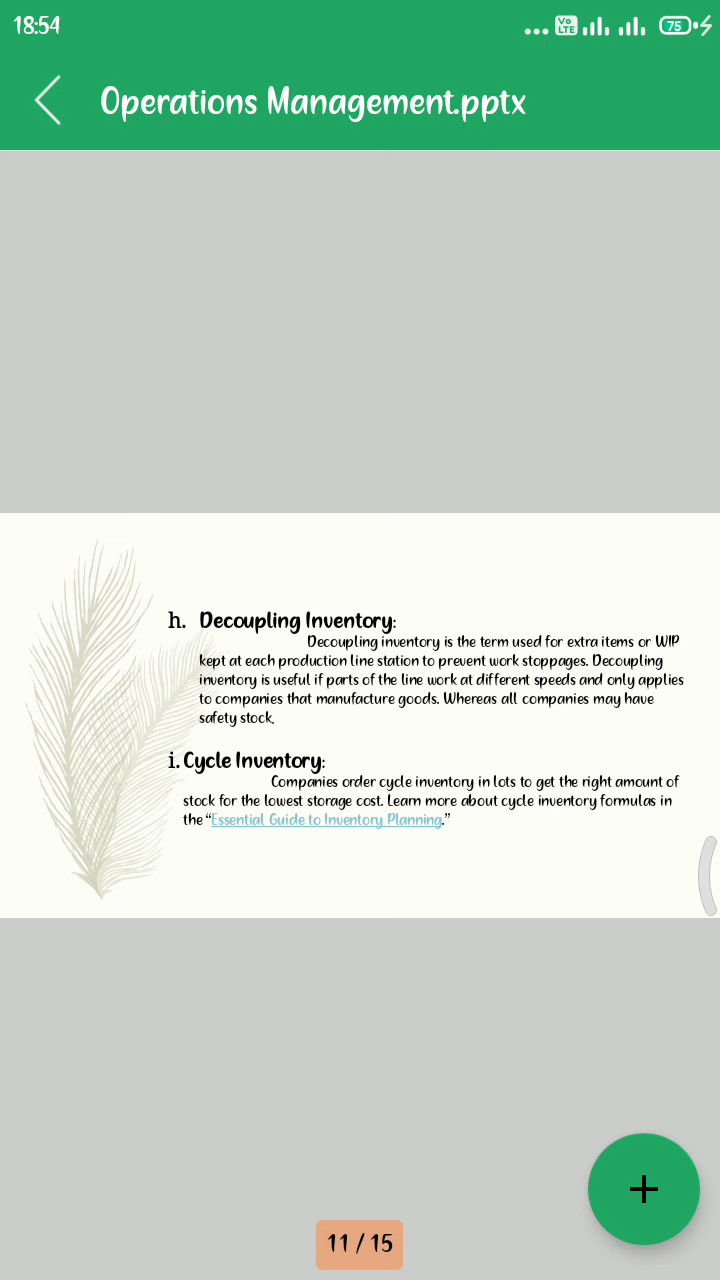 18:54
Vo LTE 75
Operations Management.pptx
h. Decoupling Inventory:
Decoupling inventory is the term used for extra items or WIP
kept at each production line station to prevent work stoppages. Decoupling
inventory is useful if parts of the line work at different speeds and only applies
to companies that manufacture goods. Whereas all companies may have
safety stock.
i. Cycle Inventory:
Companies order cycle inventory in lots to get the right amount of
stock for the lowest storage cost. Learn more about cycle inventory formulas in
the “Essential Guide to Inventory Planning.”
11 / 15